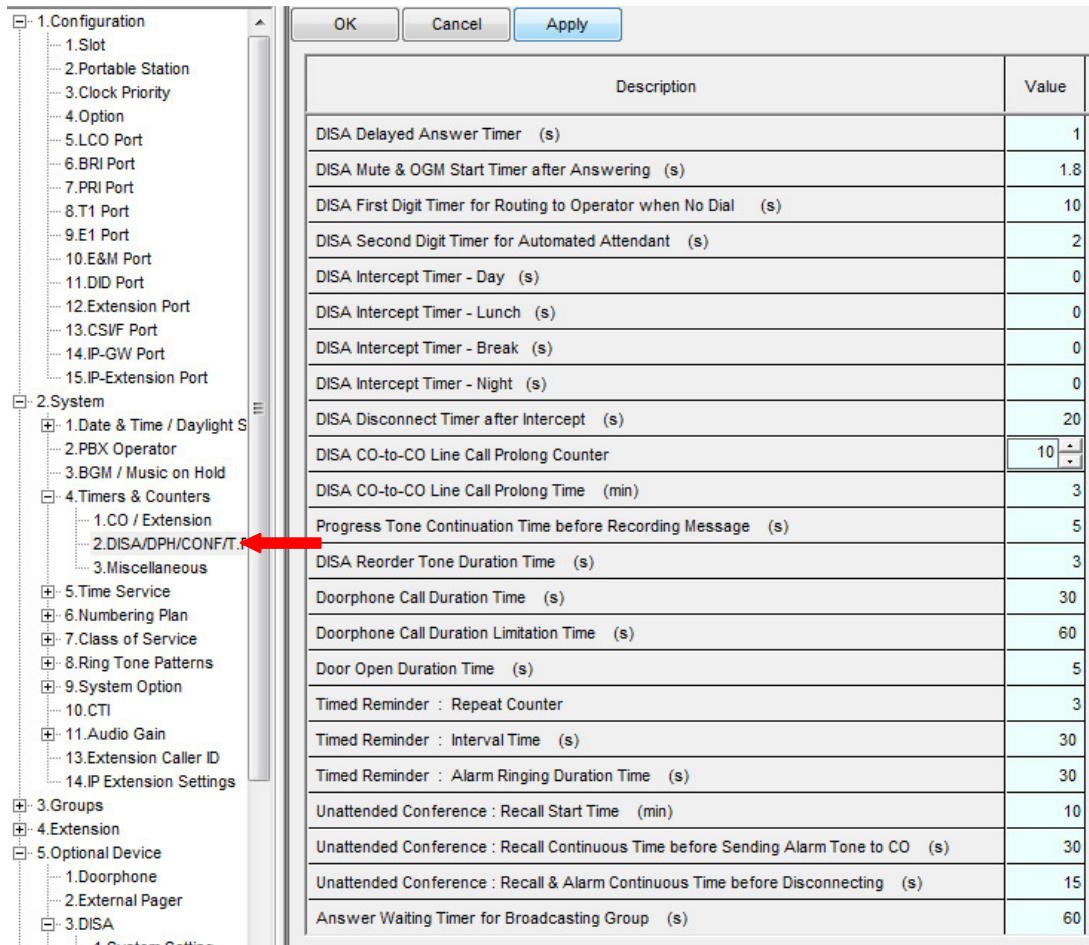 1.Configuration
1.Slot
2.Portable Station
3.Clock Priority
4.Option
5.LCO Port
6.BRI Port
7.PRI Port
8.T1 Port
9.E1 Port
10.E&M Port
11.DID Port
12.Extension Port
13.CSI/F Port
14.IP-GW Port
15.IP-Extension Port
2.System
1.Date & Time / Daylight S
2.PBX Operator
3.BGM / Music on Hold
4.Timers & Counters
1.CO / Extension
2.DISA/DPH/CONF/T.
3.Miscellaneous
5.Time Service
6.Numbering Plan
7.Class of Service
8.Ring Tone Patterns
9.System Option
10.CTI
11.Audio Gain
13.Extension Caller ID
14.IP Extension Settings
3.Groups
4.Extension
5.Optional Device
1.Doorphone
2.External Pager
3.DISA
OK Cancel Apply
Description Value
DISA Delayed Answer Timer (s) 1
DISA Mute & OGM Start Timer after Answering (s) 1.8
DISA First Digit Timer for Routing to Operator when No Dial (s) 10
DISA Second Digit Timer for Automated Attendant (s) 2
DISA Intercept Timer - Day (s) 0
DISA Intercept Timer - Lunch (s) 0
DISA Intercept Timer - Break (s) 0
DISA Intercept Timer - Night (s) 0
DISA Disconnect Timer after Intercept (s) 20
DISA CO-to-CO Line Call Prolong Counter 10
DISA CO-to-CO Line Call Prolong Time (min) 3
Progress Tone Continuation Time before Recording Message (s) 5
DISA Reorder Tone Duration Time (s) 3
Doorphone Call Duration Time (s) 30
Doorphone Call Duration Limitation Time (s) 60
Door Open Duration Time (s) 5
Timed Reminder : Repeat Counter 3
Timed Reminder : Interval Time (s) 30
Timed Reminder : Alarm Ringing Duration Time (s) 30
Unattended Conference : Recall Start Time (min) 10
Unattended Conference : Recall Continuous Time before Sending Alarm Tone to CO (s) 30
Unattended Conference : Recall & Alarm Continuous Time before Disconnecting (s) 15
Answer Waiting Timer for Broadcasting Group (s) 60